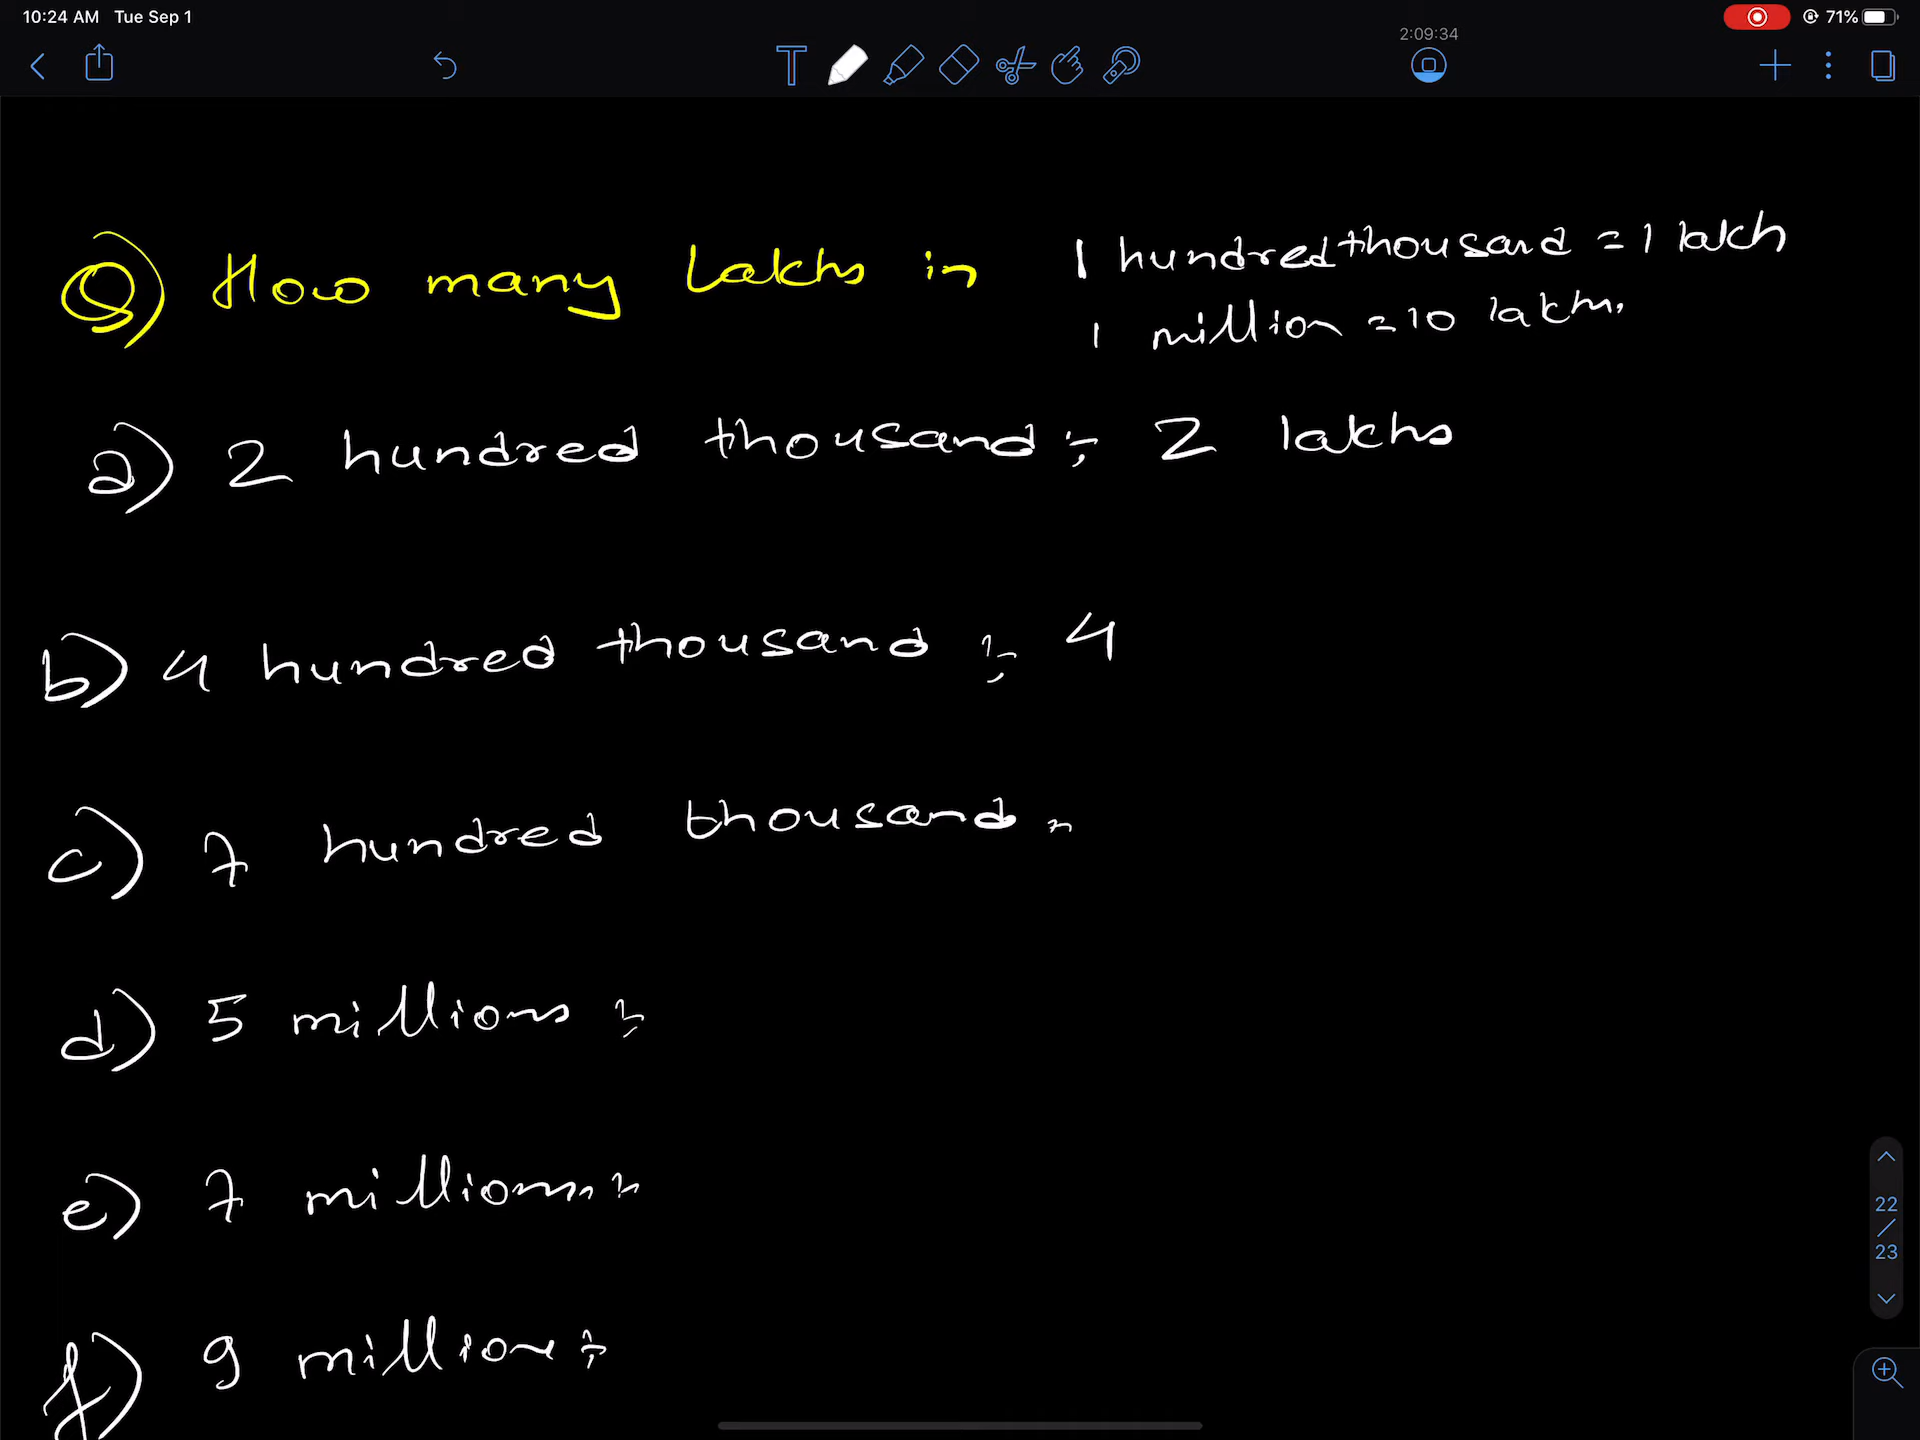 10:24 AM Tue Sep 1
71%
2:09:34
Q) How many Lakhs in
1 hundred thousand = 1 lakh
1 million = 10 lakhs.
a) 2 hundred thousand = 2 lakhs
b) 4 hundred thousand = 4
c) 7 hundred thousand =
d) 5 millions =
e) 7 millions =
f) 9 millions =
22
/
23